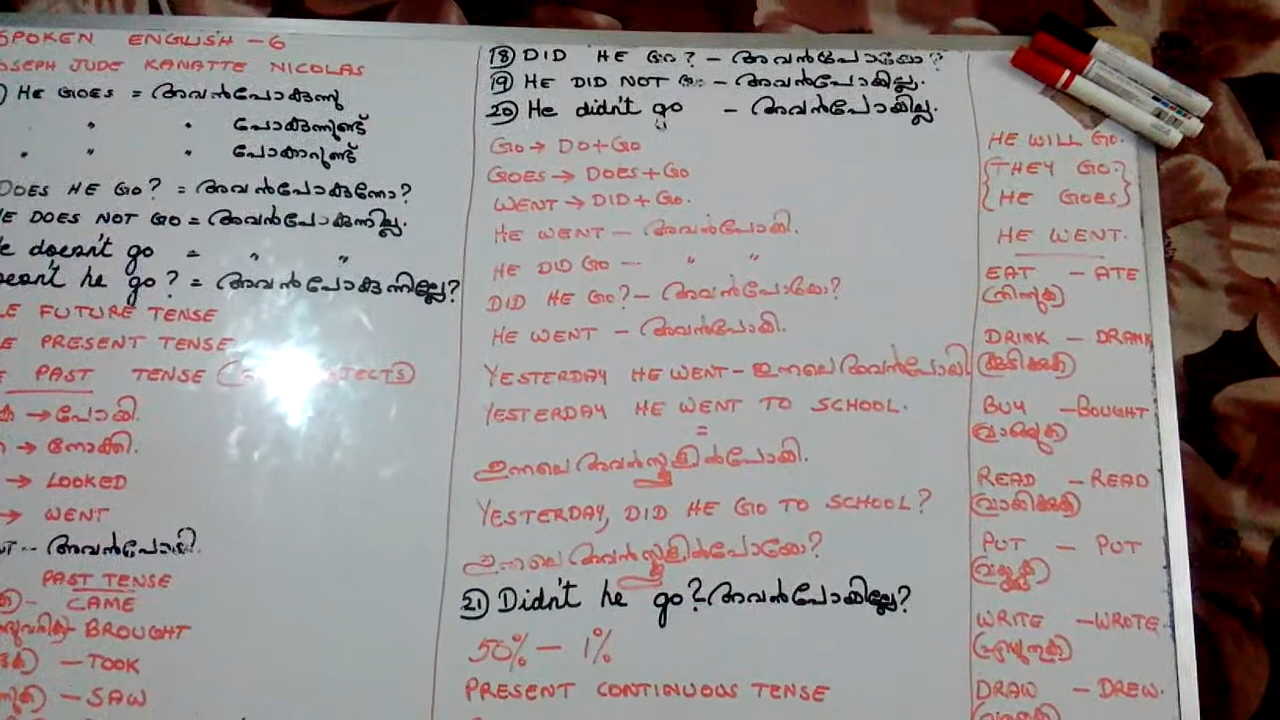 SPOKEN ENGLISH - 6
JOSEPH JUDE KANATTE NICOLAS
HE GOES = അവൻപോകുന്നു
" " " പോകുന്നുണ്ട്
" " " പോകാറുണ്ട്
DOES HE GO? = അവൻപോകുന്നോ?
HE DOES NOT GO = അവൻപോകുന്നില്ല.
He doesn't go = " "
Doesn't he go? = അവൻപോകുന്നില്ലേ?
FUTURE TENSE
PRESENT TENSE
PAST TENSE
→ പോയി.
→ നോക്കി.
→ LOOKED
→ WENT
-- അവൻപോയി
PAST TENSE
- CAME
- BROUGHT
- TOOK
- SAW
18) DID HE GO? - അവൻപോയോ?
19) HE DID NOT - അവൻപോയില്ല.
20) He didn't go - അവൻപോയില്ല.
GO → DO+GO
GOES → DOES+GO
WENT → DID+GO.
HE WENT - അവൻപോയി.
HE DID GO - " "
DID HE GO? - അവൻപോയോ?
HE WENT - അവൻപോയി.
YESTERDAY HE WENT - ഇന്നലെ അവൻപോയി
YESTERDAY HE WENT TO SCHOOL.
=
ഇന്നലെ അവൻസ്കൂളിൽപോയി.
YESTERDAY, DID HE GO TO SCHOOL?
ഇന്നലെ അവൻസ്കൂളിൽപോയോ?
21) Didn't he go? അവൻപോയില്ലേ?
50% - 1%
PRESENT CONTINUOUS TENSE
HE WILL GO.
{THEY GO.}
{HE GOES}
HE WENT.
EAT - ATE
(തിന്നുക)
DRINK - DRANK
(കുടിക്കുക)
BUY - BOUGHT
(വാങ്ങുക)
READ - READ
(വായിക്കുക)
PUT - PUT
(വയ്ക്കുക)
WRITE - WROTE.
(എഴുതുക)
DRAW - DREW.